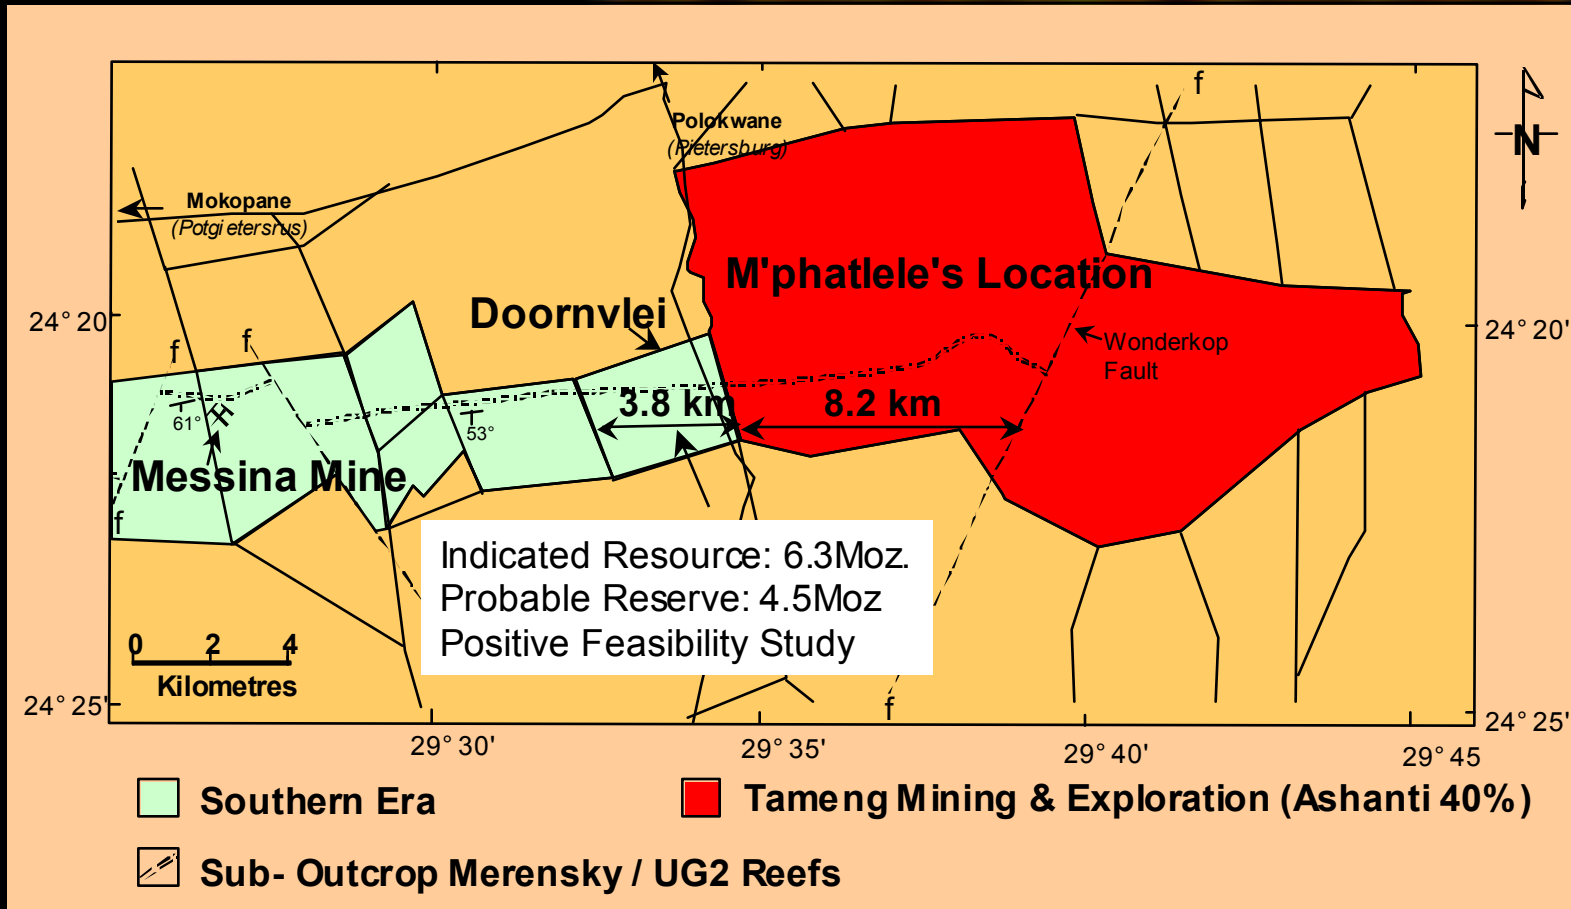 f
Polokwane
(Pietersburg)
N
Mokopane
(Potgietersrus)
M'phatlele's Location
Doornvlei
24° 20'
24° 20'
f
f
Wonderkop
Fault
3.8 km
8.2 km
61°
53°
Messina Mine
f
Indicated Resource: 6.3Moz.
Probable Reserve: 4.5Moz
Positive Feasibility Study
0 2 4
Kilometres
f
24° 25'
24° 25'
29° 30'
29° 35'
29° 40'
29° 45
Southern Era
Tameng Mining & Exploration (Ashanti 40%)
Sub- Outcrop Merensky / UG2 Reefs